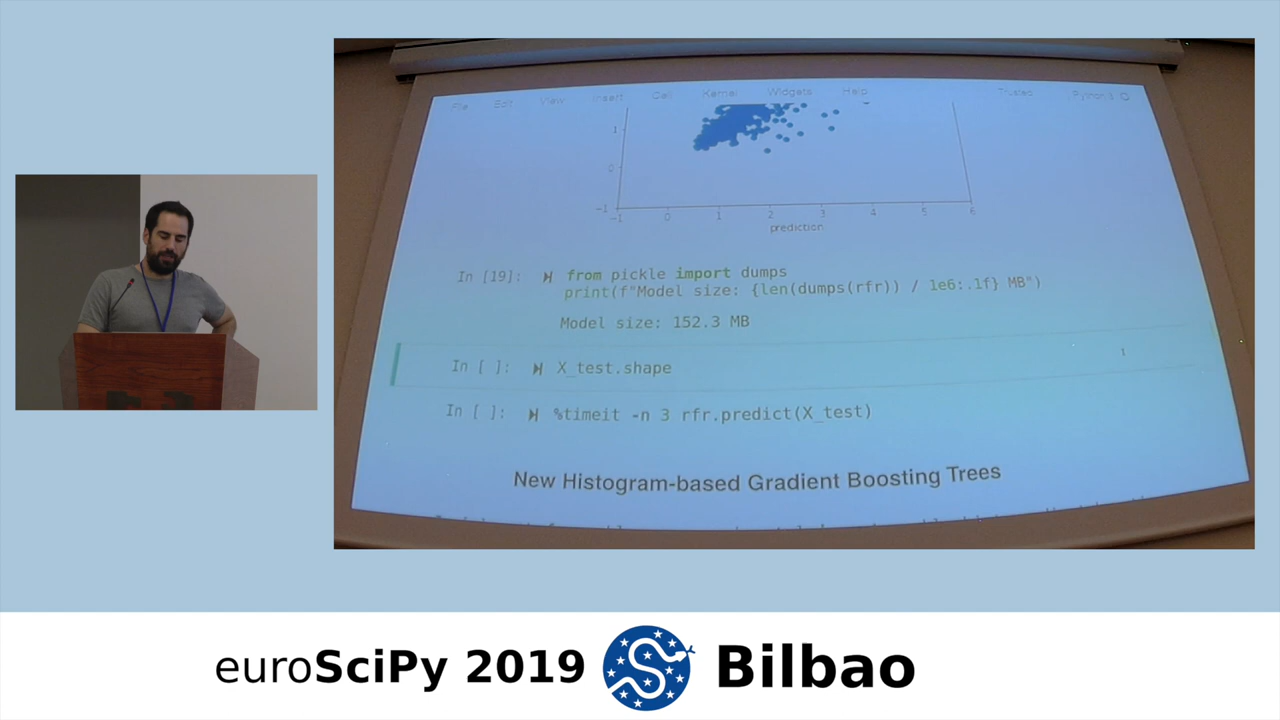 File Edit View Insert Cell Kernel Widgets Help Trusted Python 3
1
0
-1
-1 0 1 2 3 4 5 6
prediction
In [19]: from pickle import dumps
print(f"Model size: {len(dumps(rfr)) / 1e6:.1f} MB")
Model size: 152.3 MB
In [ ]: X_test.shape
In [ ]: %timeit -n 3 rfr.predict(X_test)
New Histogram-based Gradient Boosting Trees
euroSciPy 2019 Bilbao